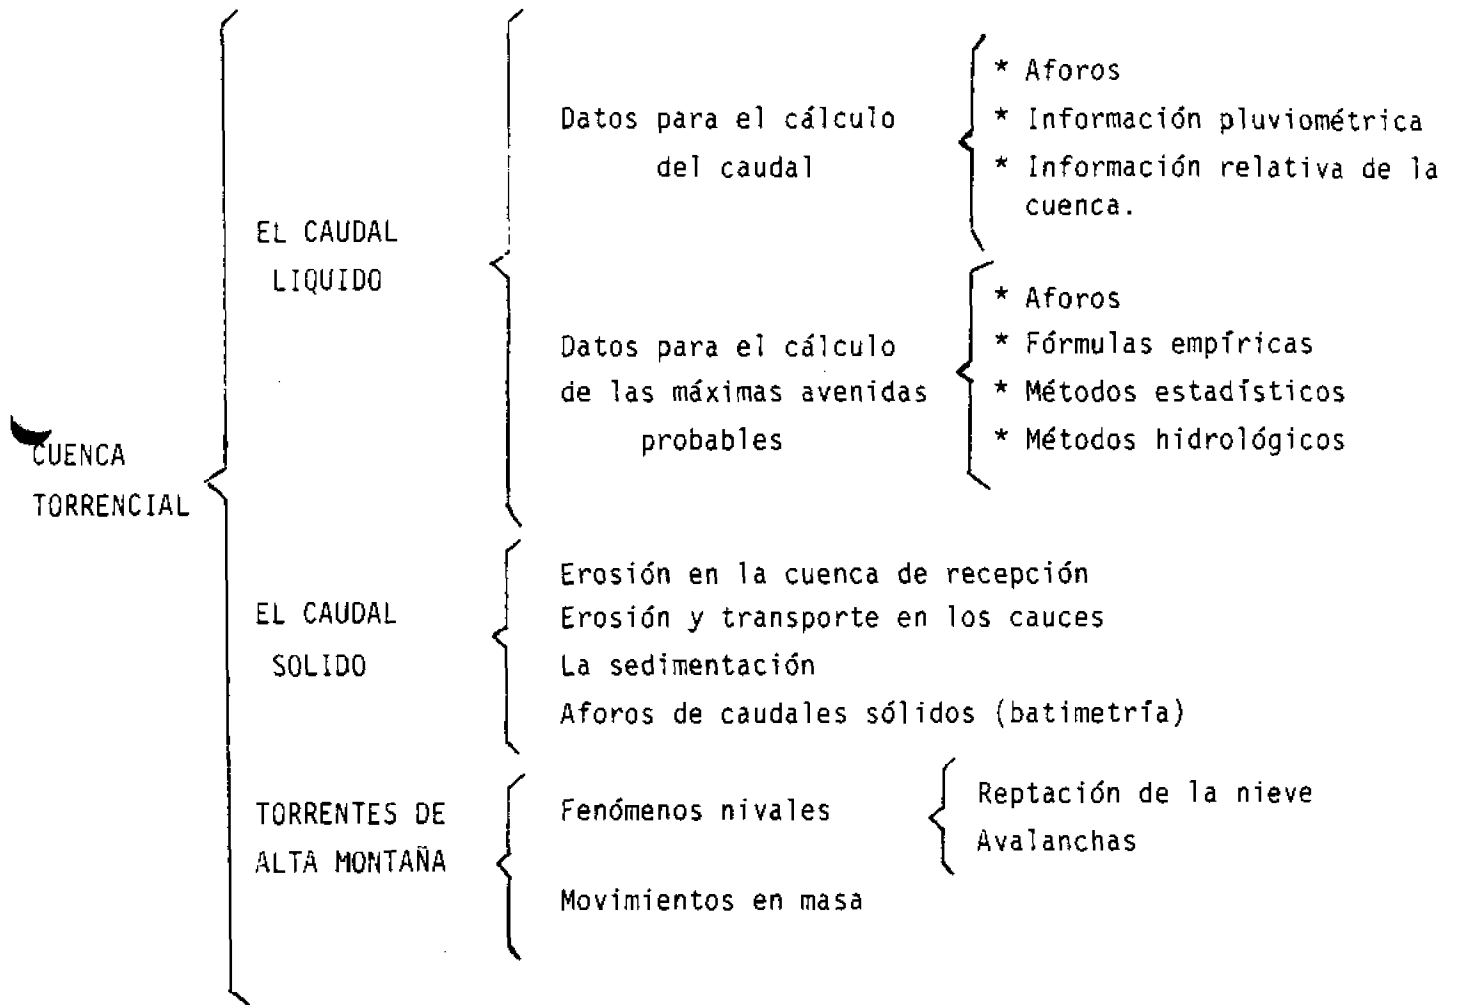 CUENCA
TORRENCIAL
EL CAUDAL
LIQUIDO
Datos para el cálculo
del caudal
* Aforos
* Información pluviométrica
* Información relativa de la
cuenca.
Datos para el cálculo
de las máximas avenidas
probables
* Aforos
* Fórmulas empíricas
* Métodos estadísticos
* Métodos hidrológicos
EL CAUDAL
SOLIDO
Erosión en la cuenca de recepción
Erosión y transporte en los cauces
La sedimentación
Aforos de caudales sólidos (batimetría)
TORRENTES DE
ALTA MONTAÑA
Fenómenos nivales
Reptación de la nieve
Avalanchas
Movimientos en masa